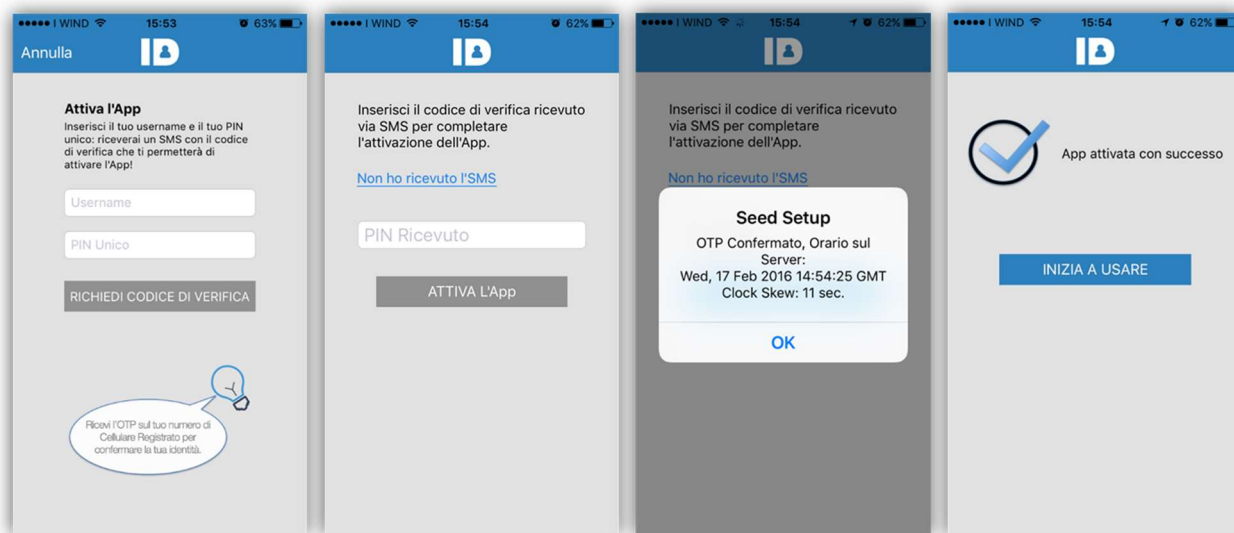 ●●●●● I WIND 15:53 63%
Annulla
ID
Attiva l'App
Inserisci il tuo username e il tuo PIN
unico: riceverai un SMS con il codice
di verifica che ti permetterà di
attivare l'App!
Username
PIN Unico
RICHIEDI CODICE DI VERIFICA
Ricevi l'OTP sul tuo numero di
Cellulare Registrato per
confermare la tua identità.
●●●●● I WIND 15:54 62%
ID
Inserisci il codice di verifica ricevuto
via SMS per completare
l'attivazione dell'App.
Non ho ricevuto l'SMS
PIN Ricevuto
ATTIVA L'App
●●●●● I WIND 15:54 62%
ID
Inserisci il codice di verifica ricevuto
via SMS per completare
l'attivazione dell'App.
Non ho ricevuto l'SMS
Seed Setup
OTP Confermato, Orario sul
Server:
Wed, 17 Feb 2016 14:54:25 GMT
Clock Skew: 11 sec.
OK
●●●●● I WIND 15:54 62%
ID
App attivata con successo
INIZIA A USARE